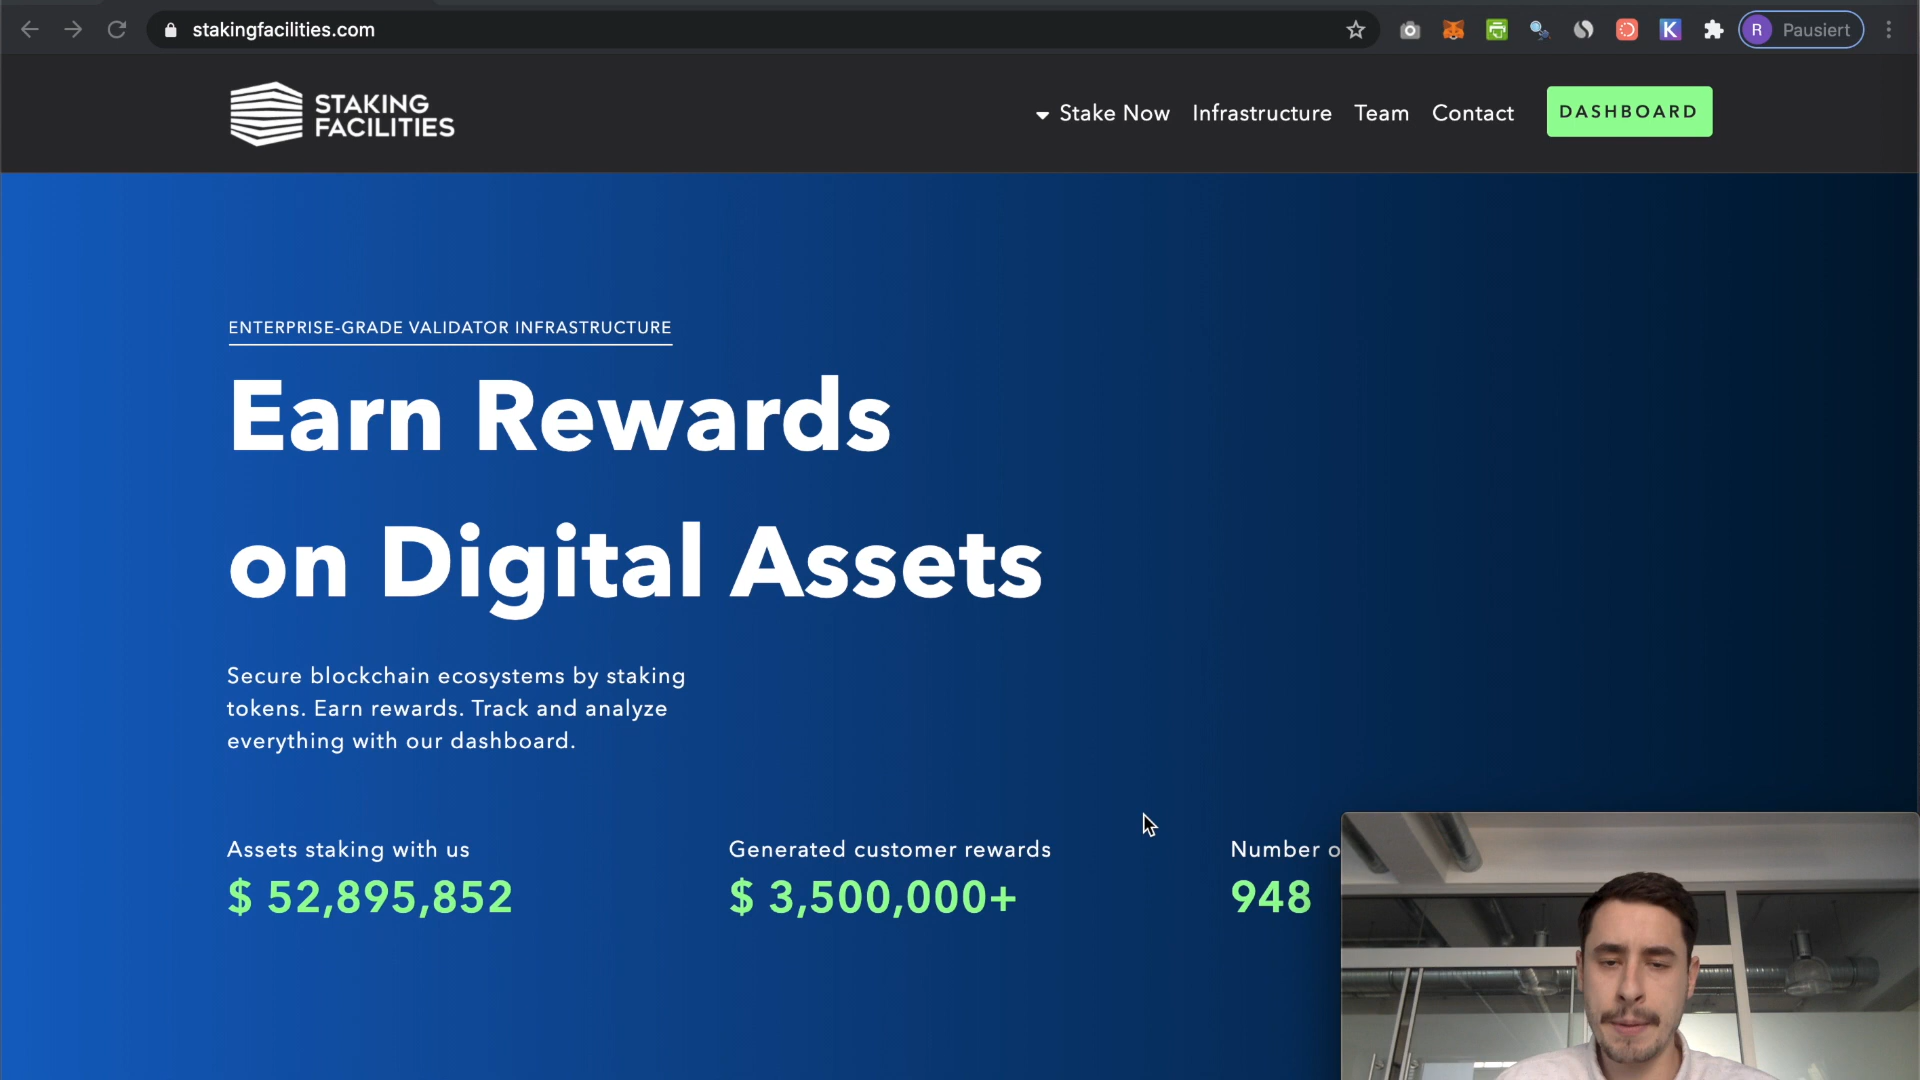 stakingfacilities.com
R Pausiert
STAKING
FACILITIES
Stake Now Infrastructure Team Contact DASHBOARD
ENTERPRISE-GRADE VALIDATOR INFRASTRUCTURE
Earn Rewards
on Digital Assets
Secure blockchain ecosystems by staking
tokens. Earn rewards. Track and analyze
everything with our dashboard.
Assets staking with us
$ 52,895,852
Generated customer rewards
$ 3,500,000+
Number o
948
K